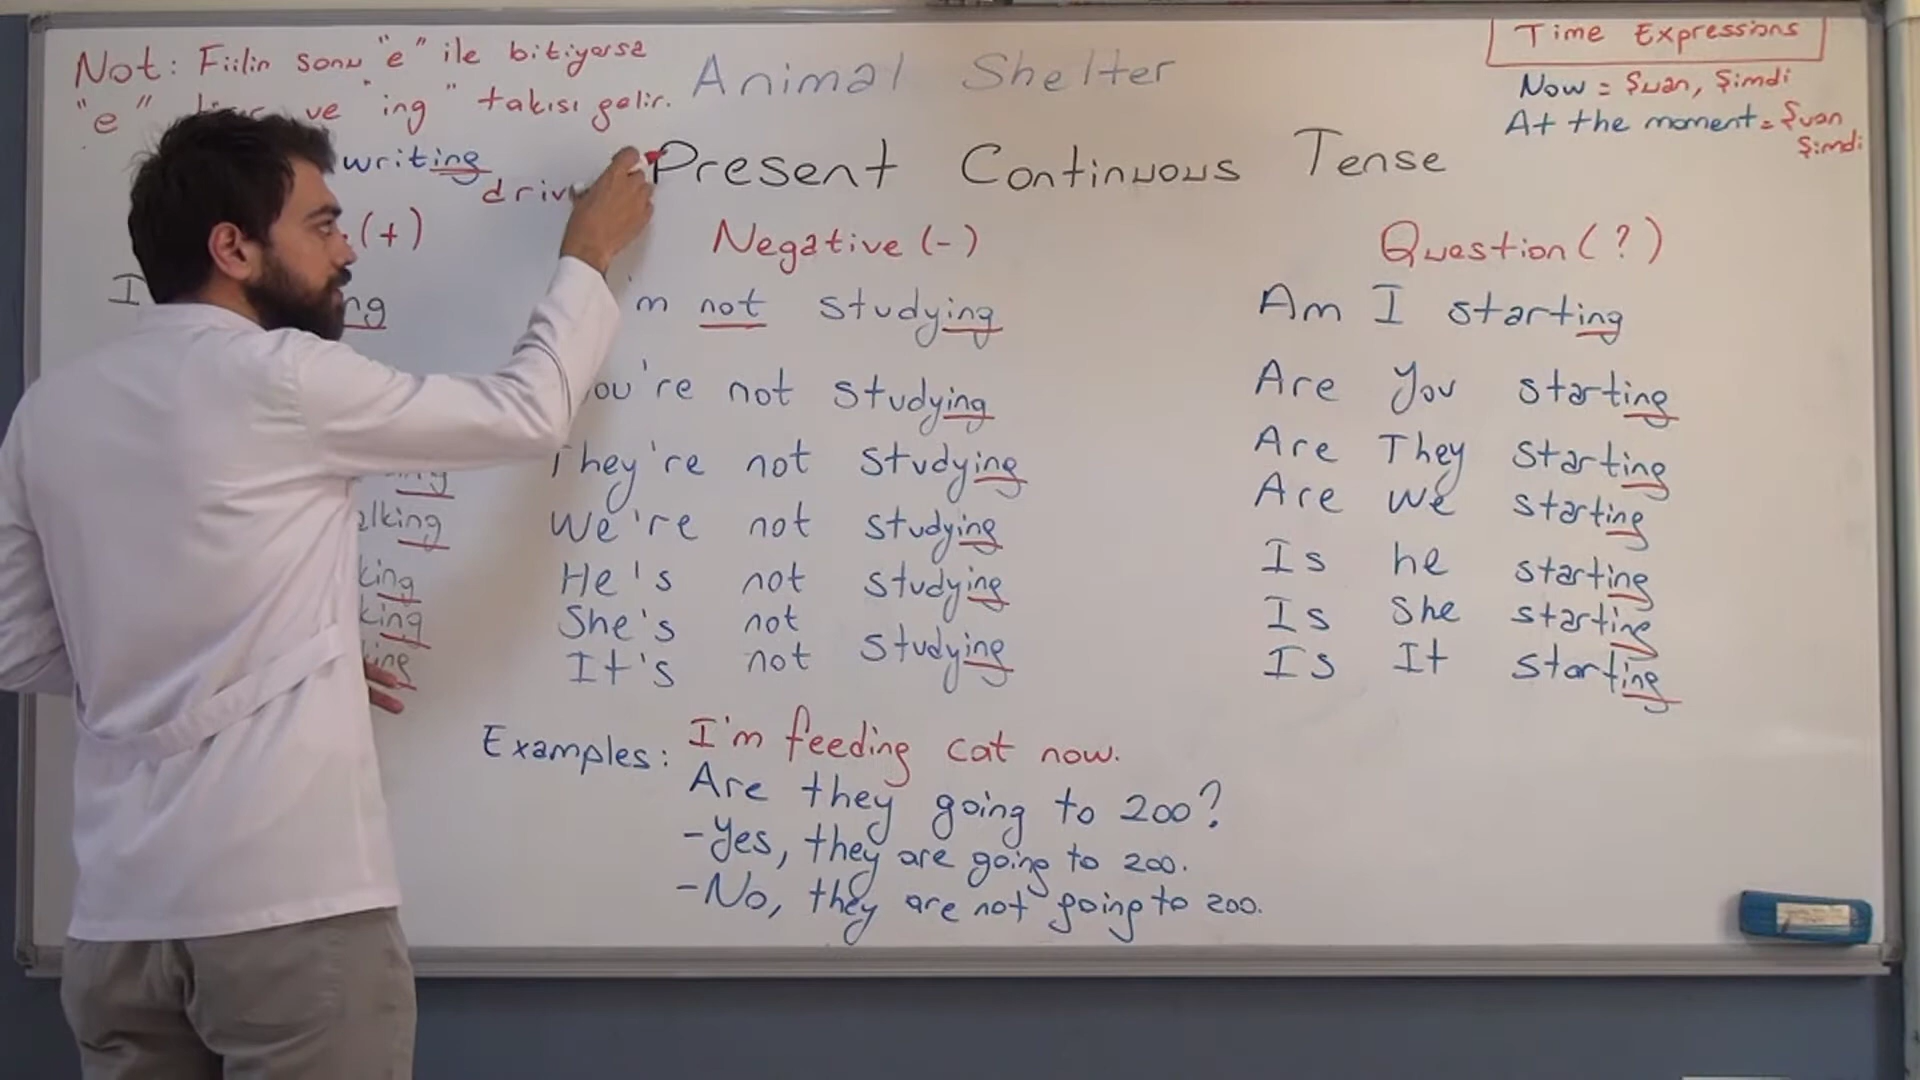 Not: Fiilin sonu "e" ile bitiyorsa
"e" ve "ing" takısı gelir.
writing
(+)
I
Animal Shelter
Present Continuous Tense
Time Expressions
Now = Şuan, Şimdi
At the moment = Şuan
Şimdi
Negative (-)
not studying
not studying
They're not studying
We're not studying
He's not studying
She's not
It's not studying
Question (?)
Am I starting
Are you starting
Are They starting
Are we starting
Is he starting
Is She starting
Is It starting
Examples: I'm feeding cat now.
Are they going to zoo?
-Yes, they are going to zoo.
-No, they are not going to zoo.